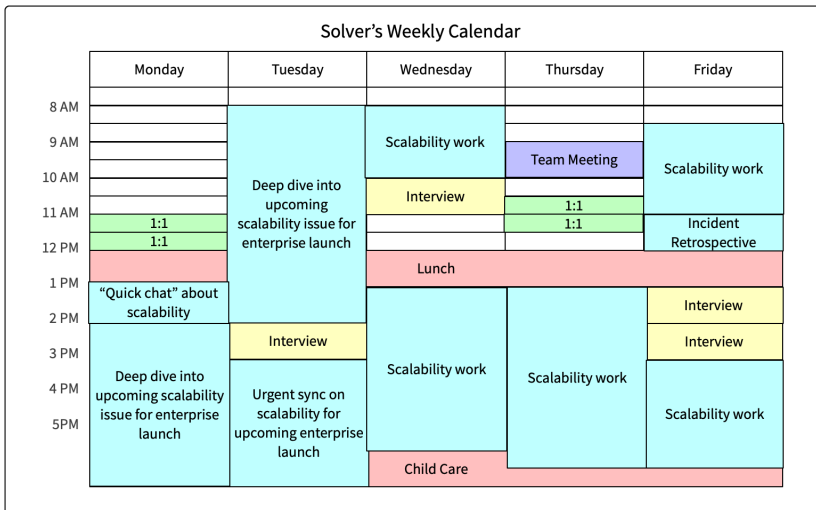 Solver’s Weekly Calendar
Monday
Tuesday
Wednesday
Thursday
Friday
8 AM
9 AM
10 AM
11 AM
12 PM
1 PM
2 PM
3 PM
4 PM
5PM
1:1
1:1
“Quick chat” about
scalability
Deep dive into
upcoming scalability
issue for enterprise
launch
Deep dive into
upcoming
scalability issue for
enterprise launch
Interview
Urgent sync on
scalability for
upcoming enterprise
launch
Scalability work
Interview
Lunch
Scalability work
Child Care
Team Meeting
1:1
1:1
Scalability work
Scalability work
Incident
Retrospective
Interview
Interview
Scalability work